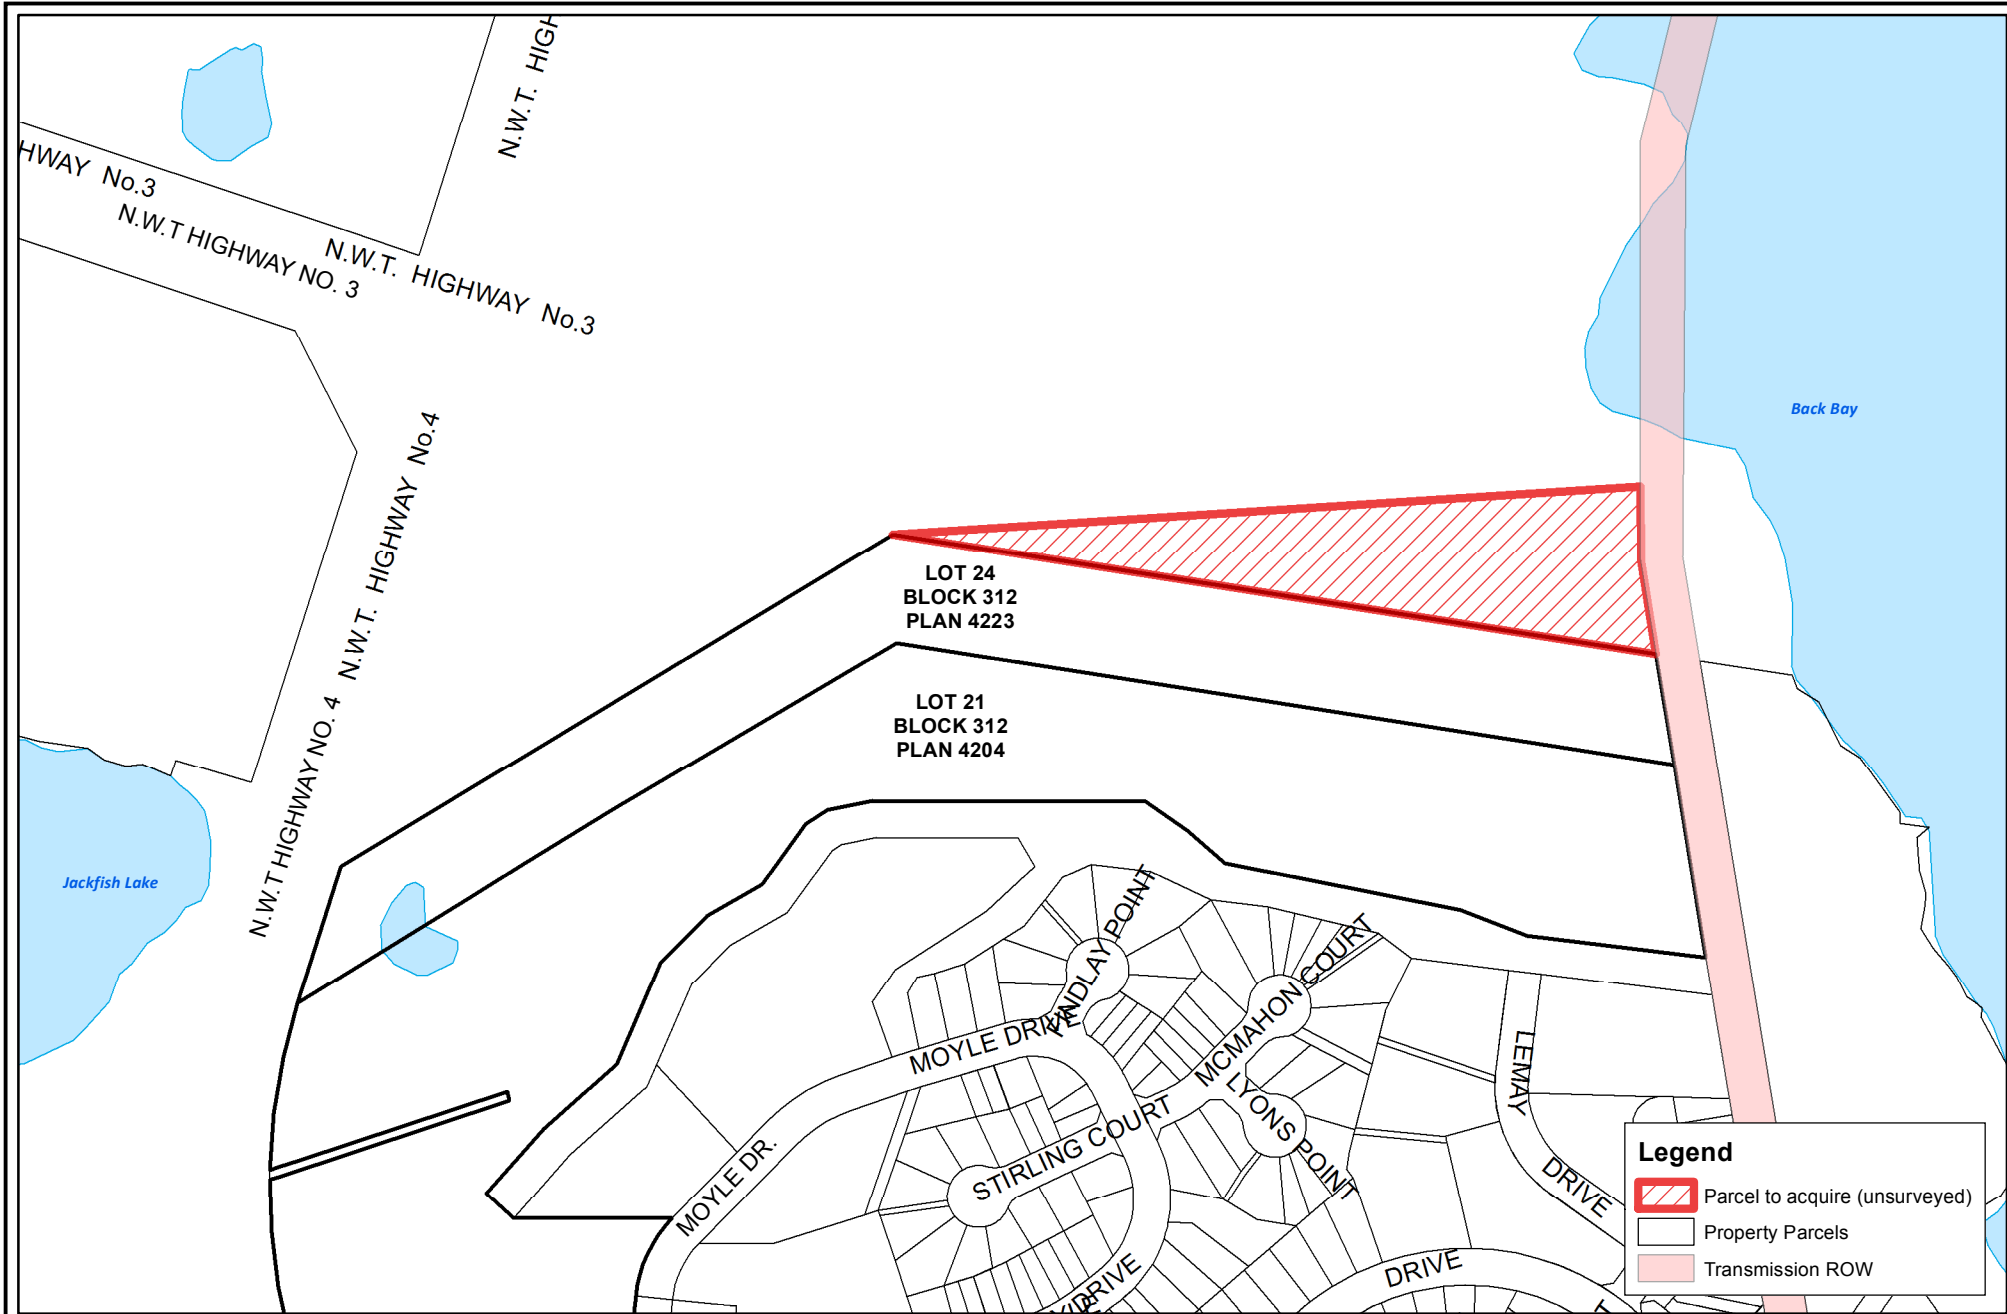 N.W.T. HIGH
HWAY No.3
N.W.T HIGHWAY NO. 3
N.W.T. HIGHWAY No.3
Back Bay
N.W.T. HIGHWAY No.4
N.W.T HIGHWAY NO. 4
LOT 24
BLOCK 312
PLAN 4223
LOT 21
BLOCK 312
PLAN 4204
Jackfish Lake
FINDLAY POINT
MCMAHON COURT
MOYLE DRIVE
LEMAY
DRIVE
LYONS POINT
STIRLING COURT
MOYLE DR.
DRIVE
DRIVE
Legend
Parcel to acquire (unsurveyed)
Property Parcels
Transmission ROW